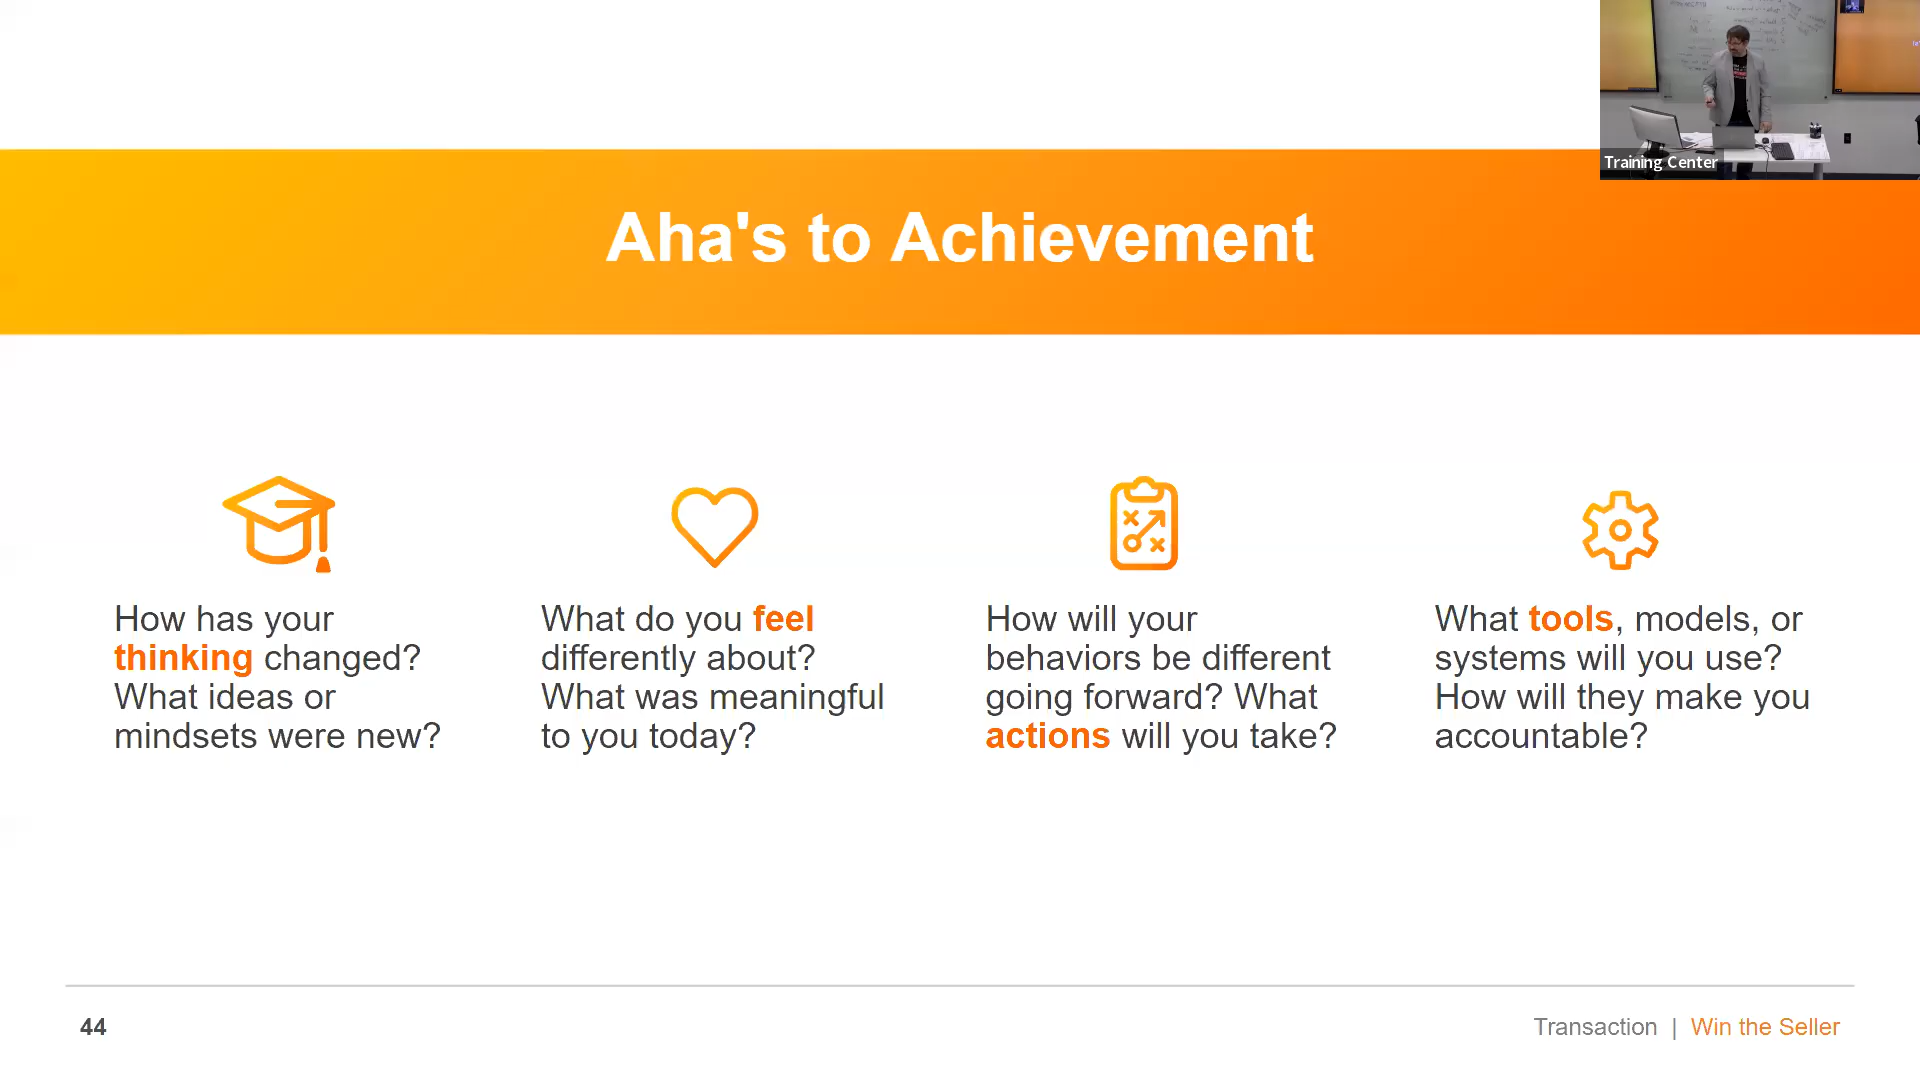 Training Center
Aha's to Achievement
How has your
thinking changed?
What ideas or
mindsets were new?
What do you feel
differently about?
What was meaningful
to you today?
How will your
behaviors be different
going forward? What
actions will you take?
What tools, models, or
systems will you use?
How will they make you
accountable?
44
Transaction | Win the Seller